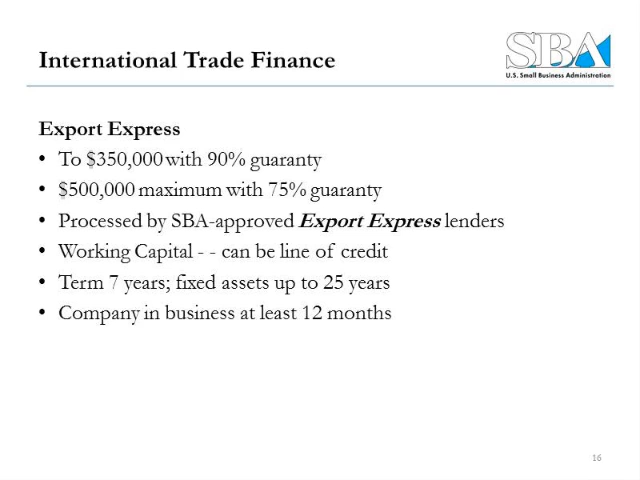 International Trade Finance
SBA
U.S. Small Business Administration
Export Express
• To $350,000 with 90% guaranty
• $500,000 maximum with 75% guaranty
• Processed by SBA-approved Export Express lenders
• Working Capital - - can be line of credit
• Term 7 years; fixed assets up to 25 years
• Company in business at least 12 months
16